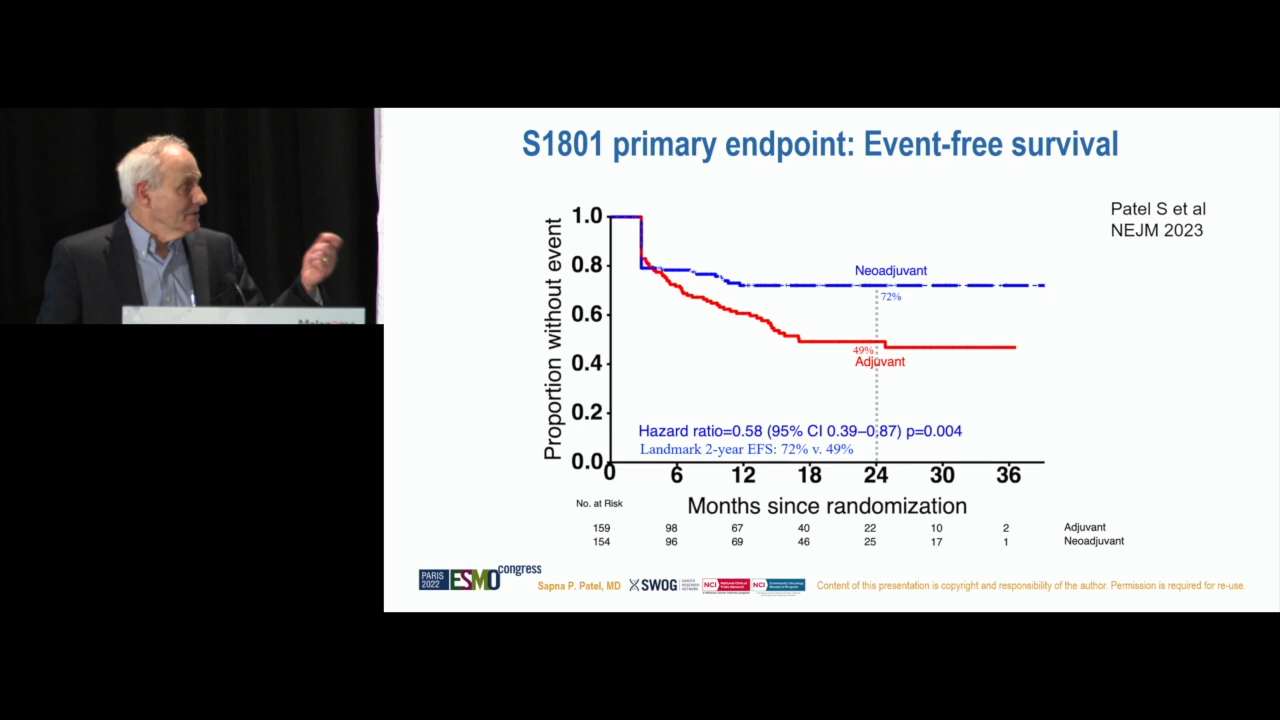 S1801 primary endpoint: Event-free survival
Patel S et al
NEJM 2023
Proportion without event
1.0
0.8
0.6
0.4
0.2
0.0
Neoadjuvant
72%
49%
Adjuvant
Hazard ratio=0.58 (95% CI 0.39–0.87) p=0.004
Landmark 2-year EFS: 72% v. 49%
0 6 12 18 24 30 36
No. at Risk
Months since randomization
159 98 67 40 22 10 2 Adjuvant
154 96 69 46 25 17 1 Neoadjuvant
PARIS
2022
ESMO congress
Sapna P. Patel, MD
SWOG
NCI
NCI
Content of this presentation is copyright and responsibility of the author. Permission is required for re-use.